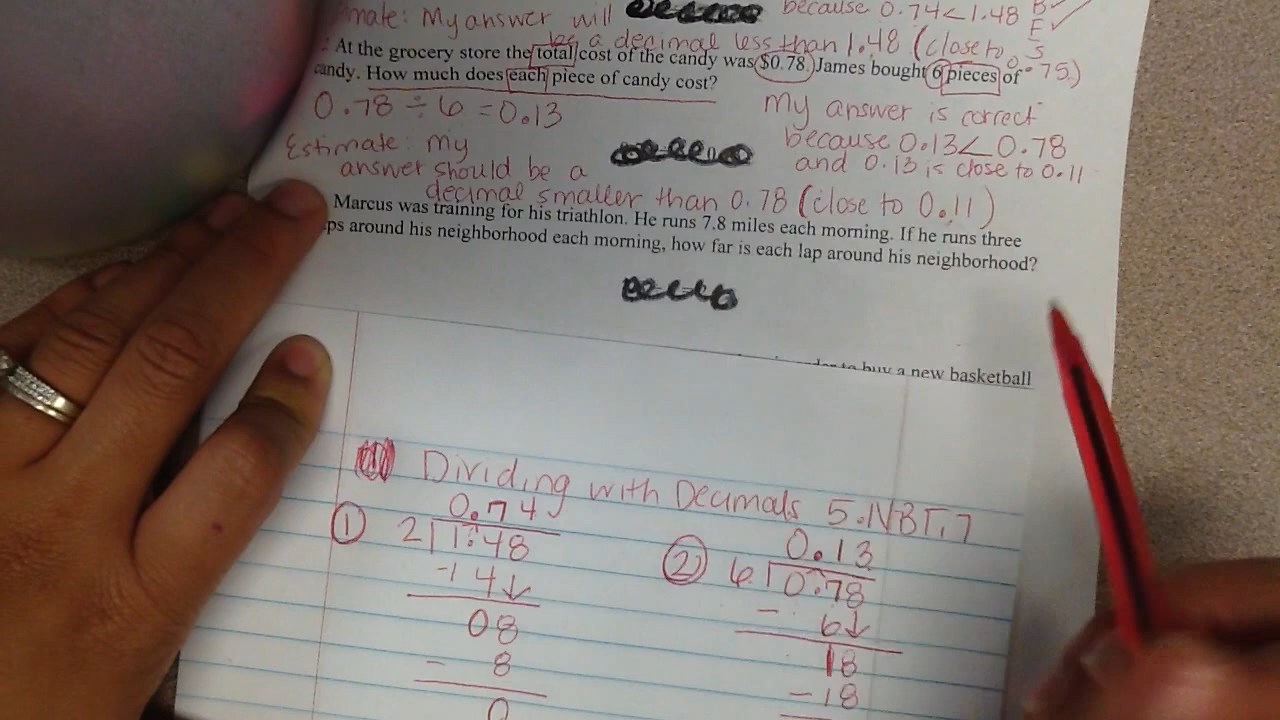 mate: My answer will because 0.74<1.48 B
be a decimal less than 1.48 (close to 0.75) E
S
At the grocery store the total cost of the candy was $0.78. James bought 6 pieces of
candy. How much does each piece of candy cost?
0.78 ÷ 6 = 0.13
My answer is correct
because 0.13<0.78
and 0.13 is close to 0.11
Estimate: My
answer should be a
decimal smaller than 0.78 (close to 0.11)
Marcus was training for his triathlon. He runs 7.8 miles each morning. If he runs three
ps around his neighborhood each morning, how far is each lap around his neighborhood?
to buy a new basketball
Dividing with Decimals 5.NBT.7
① 0.74
2 1.48
-14↓
08
- 8
0
② 0.13
6 0.78
- 6↓
18
-18